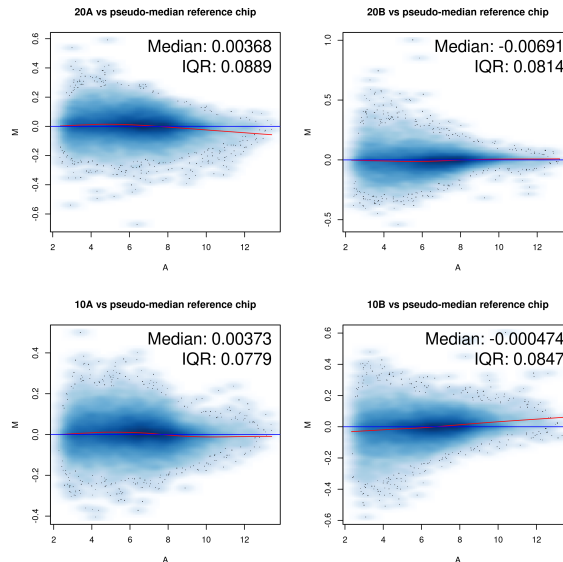 20A vs pseudo-median reference chip
Median: 0.00368
IQR: 0.0889
M
0.6
0.4
0.2
0.0
-0.2
-0.4
-0.6
2 4 6 8 10 12
A
20B vs pseudo-median reference chip
Median: -0.00691
IQR: 0.0814
M
1.0
0.5
0.0
-0.5
2 4 6 8 10 12
A
10A vs pseudo-median reference chip
Median: 0.00373
IQR: 0.0779
M
0.4
0.2
0.0
-0.2
-0.4
2 4 6 8 10 12
A
10B vs pseudo-median reference chip
Median: -0.000474
IQR: 0.0847
M
0.6
0.4
0.2
0.0
-0.2
-0.4
-0.6
2 4 6 8 10 12
A